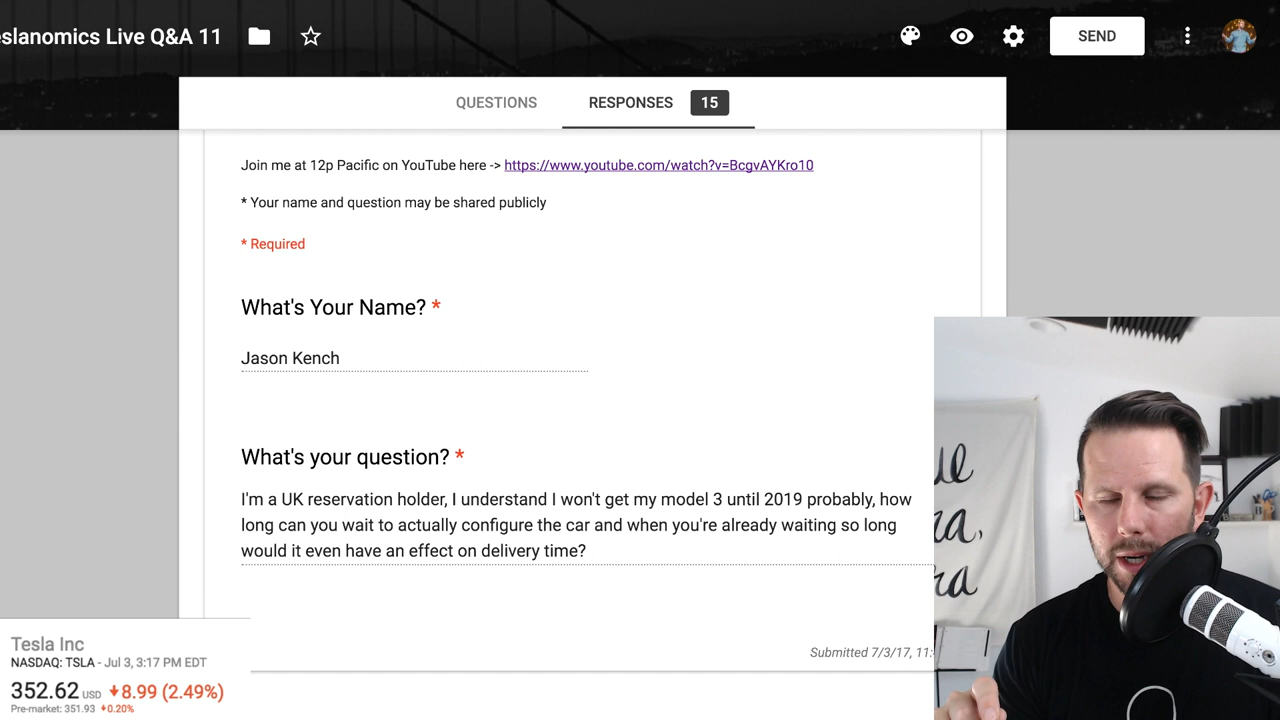 eslanomics Live Q&A 11
SEND
QUESTIONS
RESPONSES 15
Join me at 12p Pacific on YouTube here -> https://www.youtube.com/watch?v=BcgvAYKro10
* Your name and question may be shared publicly
* Required
What's Your Name? *
Jason Kench
What's your question? *
I'm a UK reservation holder, I understand I won't get my model 3 until 2019 probably, how
long can you wait to actually configure the car and when you're already waiting so long
would it even have an effect on delivery time?
Submitted 7/3/17, 11:
Tesla Inc
NASDAQ: TSLA - Jul 3, 3:17 PM EDT
352.62 USD 8.99 (2.49%)
Pre-market: 351.93 0.20%